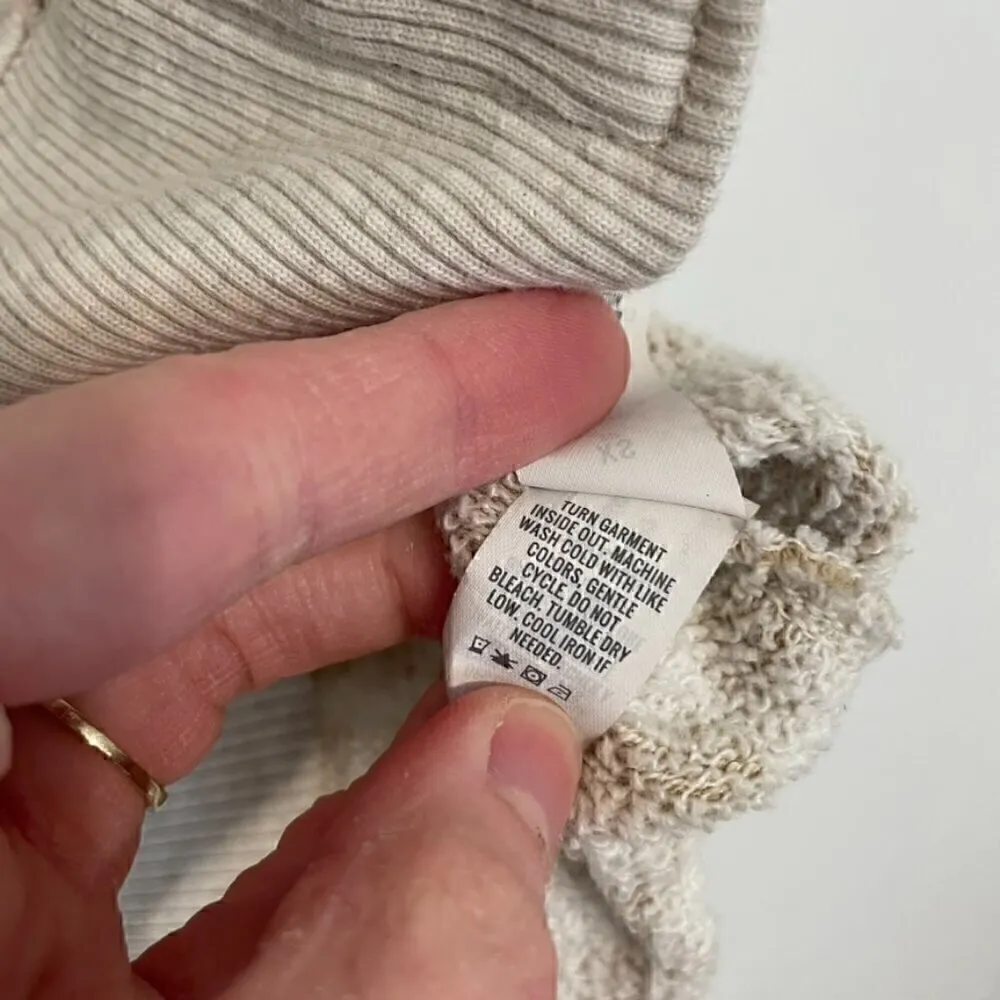 2X
TURN GARMENT
INSIDE OUT. MACHINE
WASH COLD WITH LIKE
COLORS, GENTLE
CYCLE. DO NOT
BLEACH, TUMBLE DRY
LOW, COOL IRON IF
NEEDED.